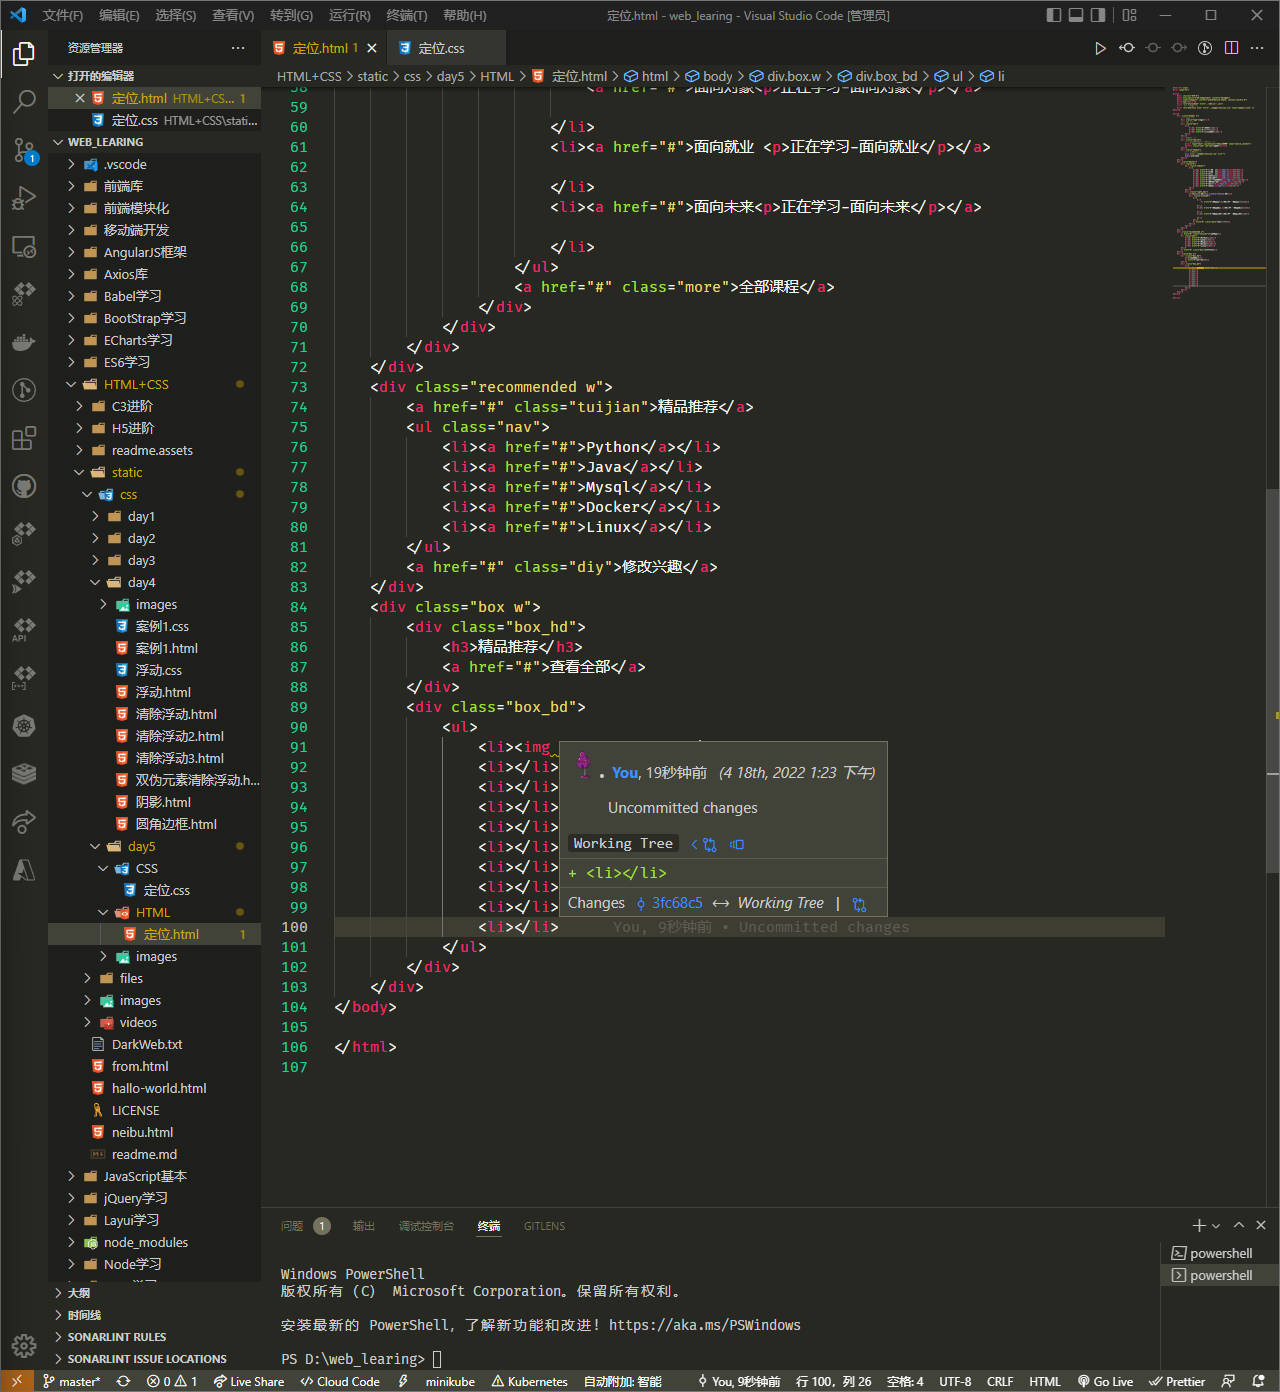 文件(F) 编辑(E) 选择(S) 查看(V) 转到(G) 运行(R) 终端(T) 帮助(H) 定位.html - web_learing - Visual Studio Code [管理员]
资源管理器
定位.html 1
定位.css
打开的编辑器
定位.html HTML+CS... 1
定位.css HTML+CSS\stati...
WEB_LEARING
.vscode
前端库
前端模块化
移动端开发
AngularJS框架
Axios库
Babel学习
BootStrap学习
ECharts学习
ES6学习
HTML+CSS
C3进阶
H5进阶
readme.assets
static
css
day1
day2
day3
day4
images
案例1.css
案例1.html
浮动.css
浮动.html
清除浮动.html
清除浮动2.html
清除浮动3.html
双伪元素清除浮动.h...
阴影.html
圆角边框.html
day5
CSS
定位.css
HTML
定位.html 1
images
files
images
videos
DarkWeb.txt
from.html
hallo-world.html
LICENSE
neibu.html
readme.md
JavaScript基本
jQuery学习
Layui学习
node_modules
Node学习
大纲
时间线
SONARLINT RULES
SONARLINT ISSUE LOCATIONS
1
API
HTML+CSS > static > css > day5 > HTML > 定位.html > html > body > div.box.w > div.box_bd > ul > li
58 <a href="#">面向对象<p>正在学习-面向对象</p></a>
59
60 </li>
61 <li><a href="#">面向就业 <p>正在学习-面向就业</p></a>
62
63 </li>
64 <li><a href="#">面向未来<p>正在学习-面向未来</p></a>
65
66 </li>
67 </ul>
68 <a href="#" class="more">全部课程</a>
69 </div>
70 </div>
71 </div>
72 </div>
73 <div class="recommended w">
74 <a href="#" class="tuijian">精品推荐</a>
75 <ul class="nav">
76 <li><a href="#">Python</a></li>
77 <li><a href="#">Java</a></li>
78 <li><a href="#">Mysql</a></li>
79 <li><a href="#">Docker</a></li>
80 <li><a href="#">Linux</a></li>
81 </ul>
82 <a href="#" class="diy">修改兴趣</a>
83 </div>
84 <div class="box w">
85 <div class="box_hd">
86 <h3>精品推荐</h3>
87 <a href="#">查看全部</a>
88 </div>
89 <div class="box_bd">
90 <ul>
91 <li><img
92 <li></li>
93 <li></li>
94 <li></li>
95 <li></li>
96 <li></li>
97 <li></li>
98 <li></li>
99 <li></li>
100 <li></li> You, 9秒钟前 • Uncommitted changes
101 </ul>
102 </div>
103 </div>
104 </body>
105
106 </html>
107
You, 19秒钟前 (4 18th, 2022 1:23 下午)
Uncommitted changes
Working Tree
+ <li></li>
Changes 3fc68c5 ↔ Working Tree |
问题 1 输出 调试控制台 终端 GITLENS
powershell
powershell
Windows PowerShell
版权所有 (C) Microsoft Corporation。保留所有权利。
安装最新的 PowerShell，了解新功能和改进！https://aka.ms/PSWindows
PS D:\web_learing>
master* 0 1 Live Share Cloud Code minikube Kubernetes 自动附加: 智能 You, 9秒钟前 行 100，列 26 空格: 4 UTF-8 CRLF HTML Go Live Prettier